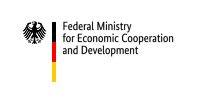 Federal Ministry
for Economic Cooperation
and Development